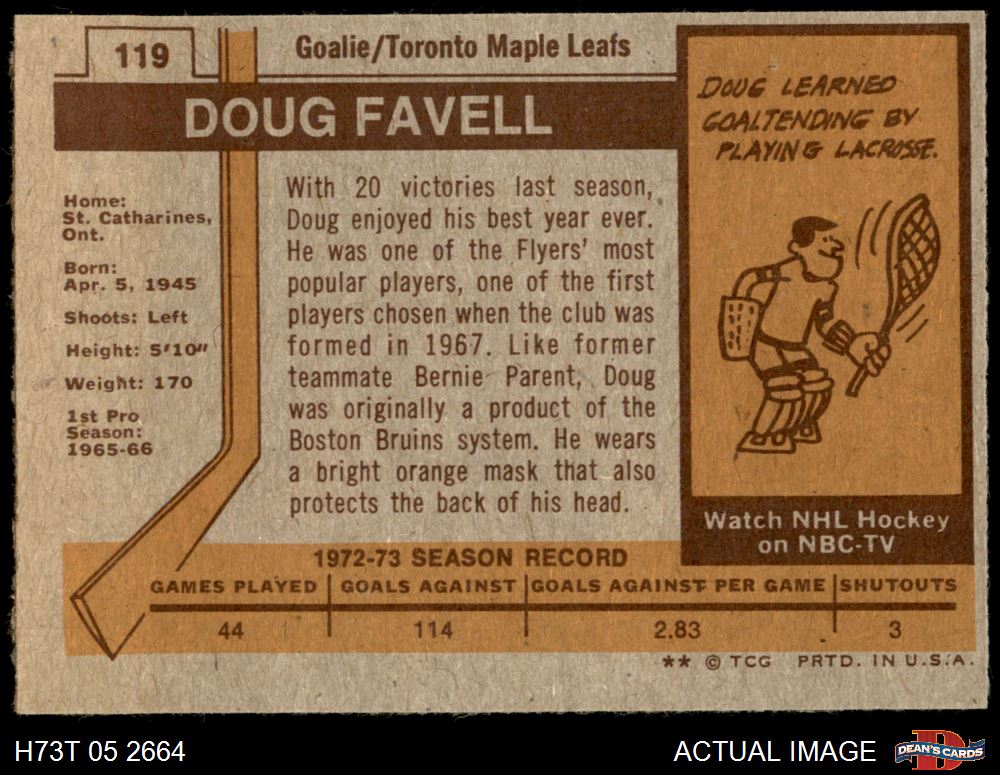 119
Goalie/Toronto Maple Leafs
DOUG FAVELL
Home:
St. Catharines,
Ont.
Born:
Apr. 5, 1945
Shoots: Left
Height: 5'10"
Weight: 170
1st Pro
Season:
1965-66
With 20 victories last season,
Doug enjoyed his best year ever.
He was one of the Flyers' most
popular players, one of the first
players chosen when the club was
formed in 1967. Like former
teammate Bernie Parent, Doug
was originally a product of the
Boston Bruins system. He wears
a bright orange mask that also
protects the back of his head.
DOUG LEARNED
GOALTENDING BY
PLAYING LACROSSE.
Watch NHL Hockey
on NBC-TV
1972-73 SEASON RECORD
GAMES PLAYED GOALS AGAINST GOALS AGAINST PER GAME SHUTOUTS
44 114 2.83 3
** © TCG PRTD. IN U.S.A.
H73T 05 2664 ACTUAL IMAGE D DEAN'S CARDS